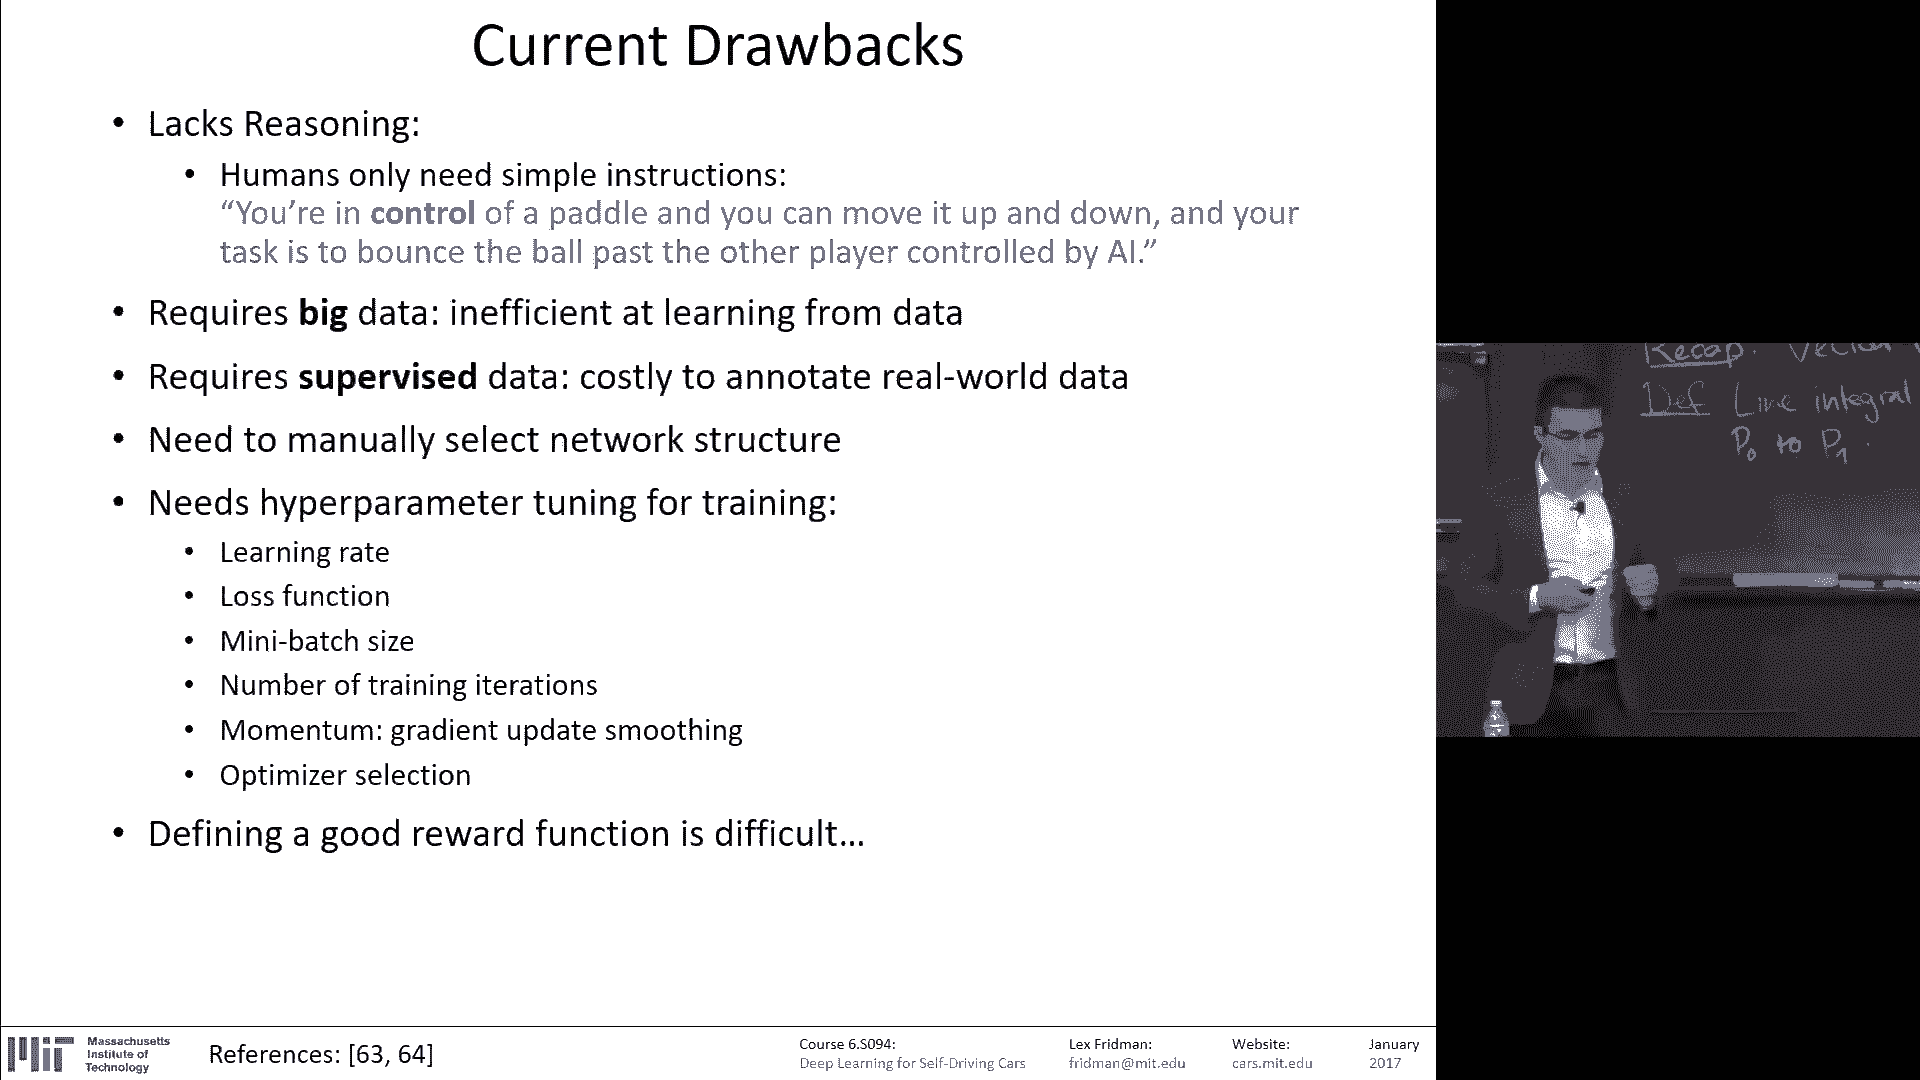 Current Drawbacks
• Lacks Reasoning:
• Humans only need simple instructions:
“You’re in control of a paddle and you can move it up and down, and your
task is to bounce the ball past the other player controlled by AI.”
• Requires big data: inefficient at learning from data
• Requires supervised data: costly to annotate real-world data
• Need to manually select network structure
• Needs hyperparameter tuning for training:
• Learning rate
• Loss function
• Mini-batch size
• Number of training iterations
• Momentum: gradient update smoothing
• Optimizer selection
• Defining a good reward function is difficult…
Recap. Vector
Def Line integral
P₀ to P₁.
MIT
Massachusetts
Institute of
Technology
References: [63, 64]
Course 6.S094:
Deep Learning for Self-Driving Cars
Lex Fridman:
fridman@mit.edu
Website:
cars.mit.edu
January
2017